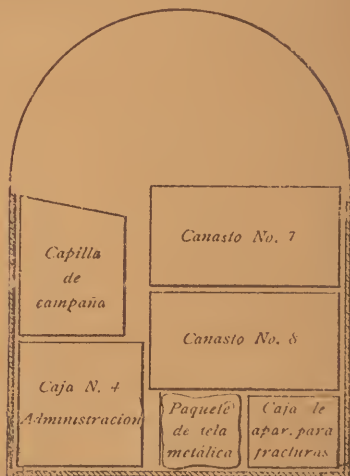 Capilla
de
campaña
Canasto No. 7
Canasto No. 8
Caja N. 4
Administracion
Paquete
de tela
metálica
Caja de
apar. para
fracturas